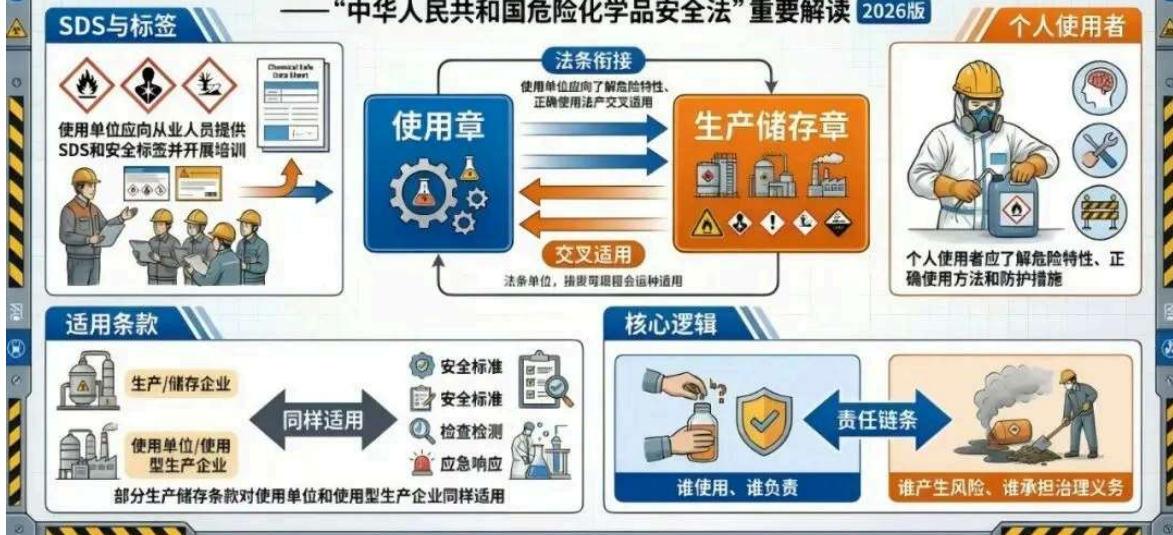 ——“中华人民共和国危险化学品安全法”重要解读 2026版
SDS与标签
Chemical Safe
Data Sheet
使用单位应向从业人员提供
SDS和安全标签并开展培训
法条衔接
使用单位应向了解危险特性、
正确使用法产交叉适用
使用章
生产储存章
交叉适用
法条单位，
适用
个人使用者
个人使用者应了解危险特性、正
确使用方法和防护措施
适用条款
生产/储存企业
使用单位/使用
型生产企业
同样适用
安全标准
安全标准
检查检测
应急响应
部分生产储存条款对使用单位和使用型生产企业同样适用
核心逻辑
责任链条
谁使用、谁负责
谁产生风险、谁承担治理义务